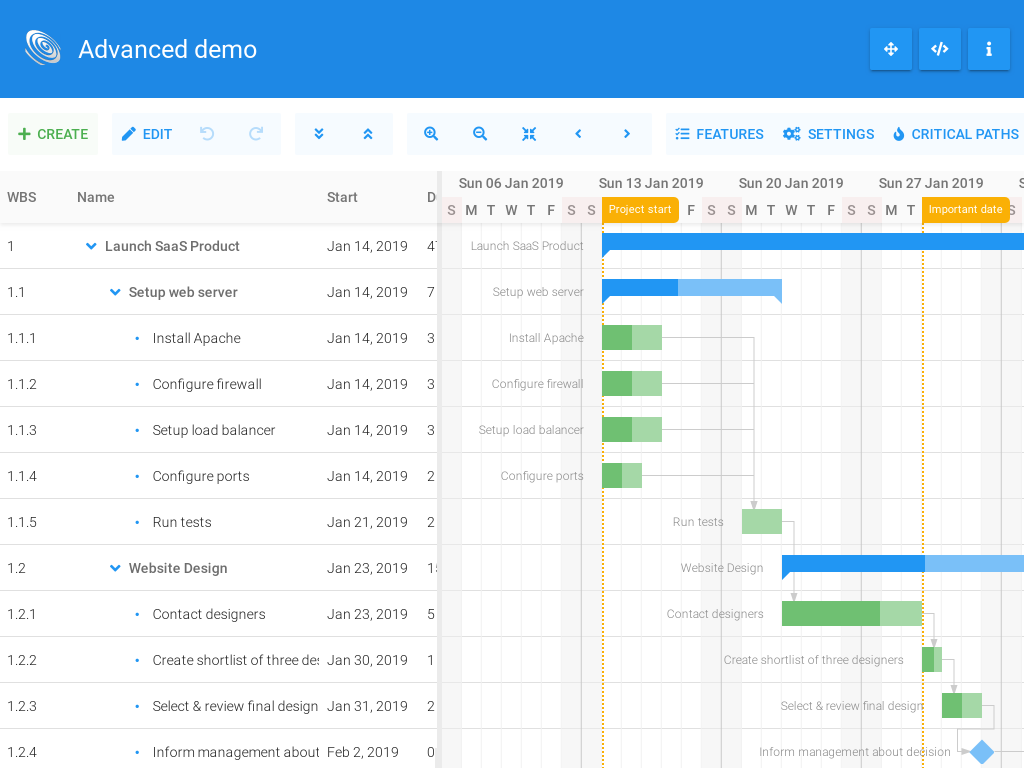 Advanced demo
CREATE EDIT FEATURES SETTINGS CRITICAL PATHS
WBS Name Start Sun 06 Jan 2019 Sun 13 Jan 2019 Sun 20 Jan 2019 Sun 27 Jan 2019
S M T W T F S S Project start F S S M T W T F S S M T Important date S
1 Launch SaaS Product Jan 14, 2019 Launch SaaS Product
1.1 Setup web server Jan 14, 2019 7 Setup web server
1.1.1 Install Apache Jan 14, 2019 3 Install Apache
1.1.2 Configure firewall Jan 14, 2019 3 Configure firewall
1.1.3 Setup load balancer Jan 14, 2019 3 Setup load balancer
1.1.4 Configure ports Jan 14, 2019 2 Configure ports
1.1.5 Run tests Jan 21, 2019 2 Run tests
1.2 Website Design Jan 23, 2019 Website Design
1.2.1 Contact designers Jan 23, 2019 5 Contact designers
1.2.2 Create shortlist of three Jan 30, 2019 1 Create shortlist of three designers
1.2.3 Select & review final design Jan 31, 2019 2 Select & review final design
1.2.4 Inform management about Feb 2, 2019 0 Inform management about decision